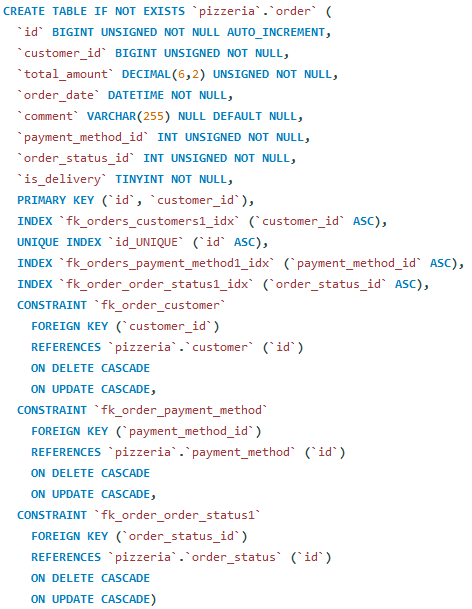 CREATE TABLE IF NOT EXISTS `pizzeria`.`order` (
  `id` BIGINT UNSIGNED NOT NULL AUTO_INCREMENT,
  `customer_id` BIGINT UNSIGNED NOT NULL,
  `total_amount` DECIMAL(6,2) UNSIGNED NOT NULL,
  `order_date` DATETIME NOT NULL,
  `comment` VARCHAR(255) NULL DEFAULT NULL,
  `payment_method_id` INT UNSIGNED NOT NULL,
  `order_status_id` INT UNSIGNED NOT NULL,
  `is_delivery` TINYINT NOT NULL,
  PRIMARY KEY (`id`, `customer_id`),
  INDEX `fk_orders_customers1_idx` (`customer_id` ASC),
  UNIQUE INDEX `id_UNIQUE` (`id` ASC),
  INDEX `fk_orders_payment_method1_idx` (`payment_method_id` ASC),
  INDEX `fk_order_order_status1_idx` (`order_status_id` ASC),
  CONSTRAINT `fk_order_customer`
    FOREIGN KEY (`customer_id`)
    REFERENCES `pizzeria`.`customer` (`id`)
    ON DELETE CASCADE
    ON UPDATE CASCADE,
  CONSTRAINT `fk_order_payment_method`
    FOREIGN KEY (`payment_method_id`)
    REFERENCES `pizzeria`.`payment_method` (`id`)
    ON DELETE CASCADE
    ON UPDATE CASCADE,
  CONSTRAINT `fk_order_order_status1`
    FOREIGN KEY (`order_status_id`)
    REFERENCES `pizzeria`.`order_status` (`id`)
    ON DELETE CASCADE
    ON UPDATE CASCADE)